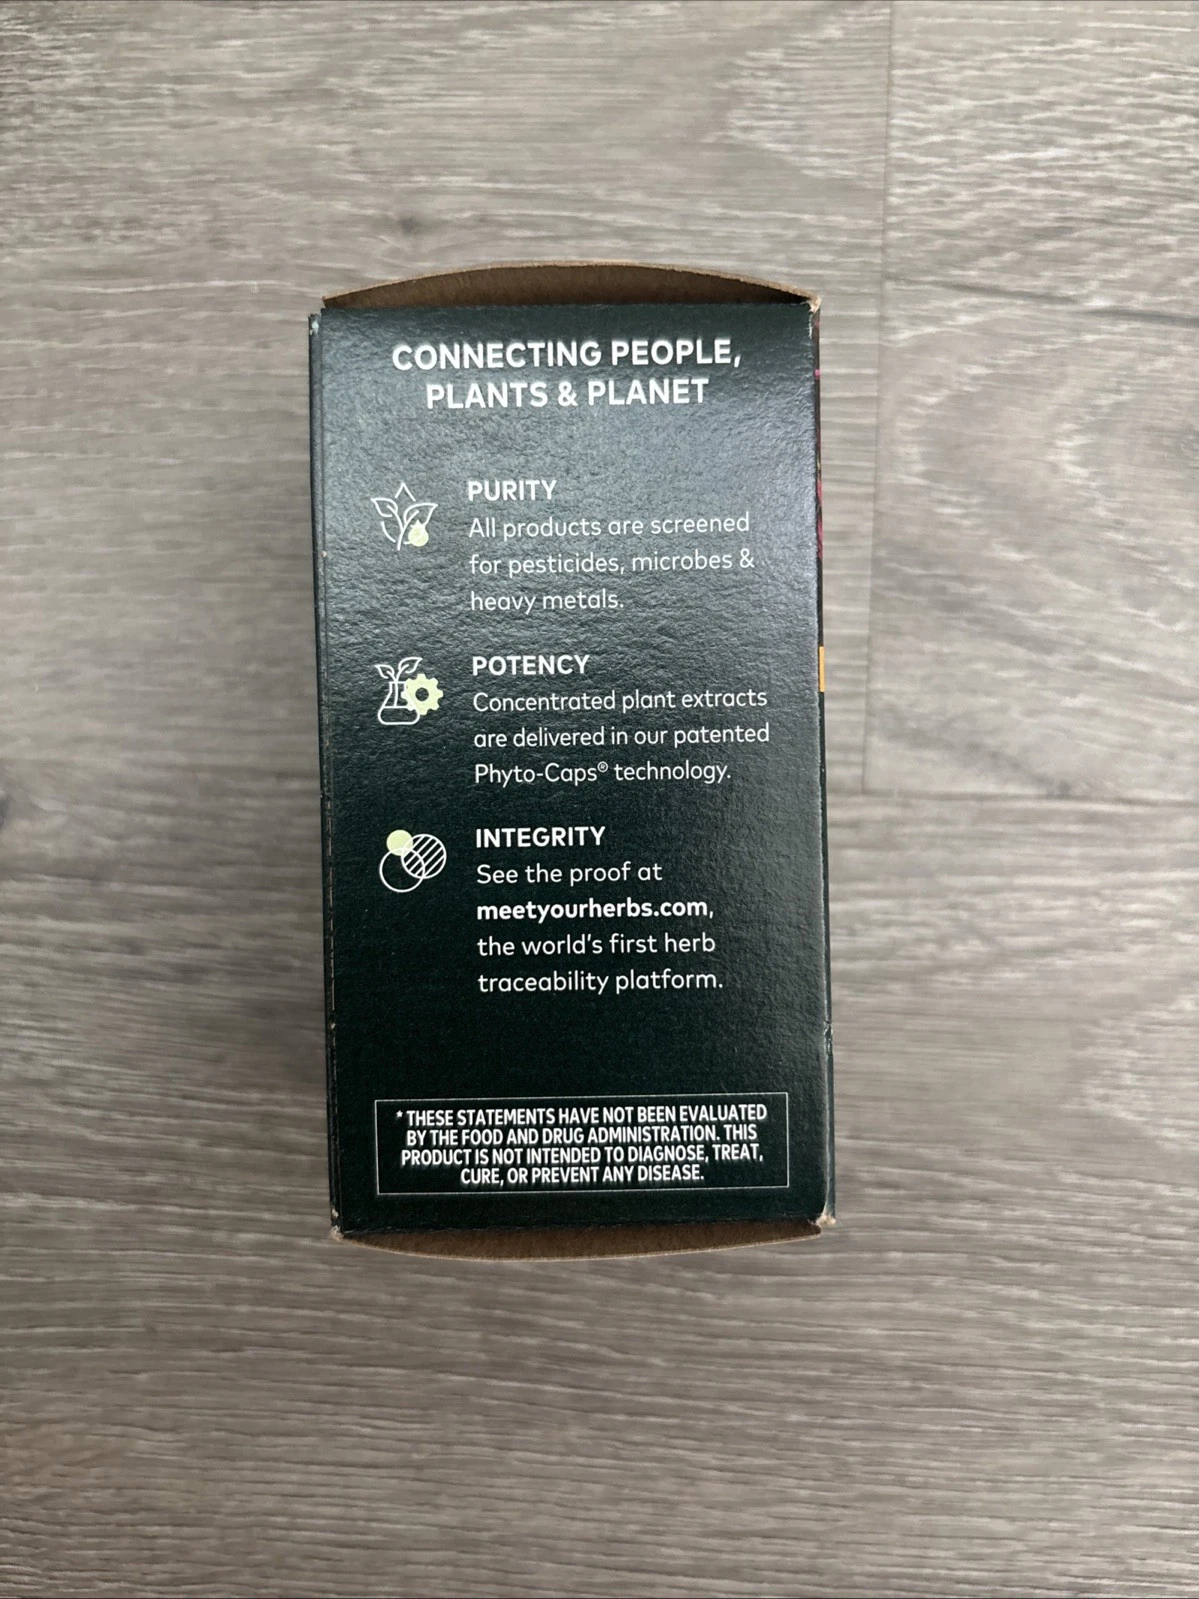 CONNECTING PEOPLE,
PLANTS & PLANET
PURITY
All products are screened
for pesticides, microbes &
heavy metals.
POTENCY
Concentrated plant extracts
are delivered in our patented
Phyto-Caps® technology.
INTEGRITY
See the proof at
meetyourherbs.com,
the world's first herb
traceability platform.
* THESE STATEMENTS HAVE NOT BEEN EVALUATED
BY THE FOOD AND DRUG ADMINISTRATION. THIS
PRODUCT IS NOT INTENDED TO DIAGNOSE, TREAT,
CURE, OR PREVENT ANY DISEASE.